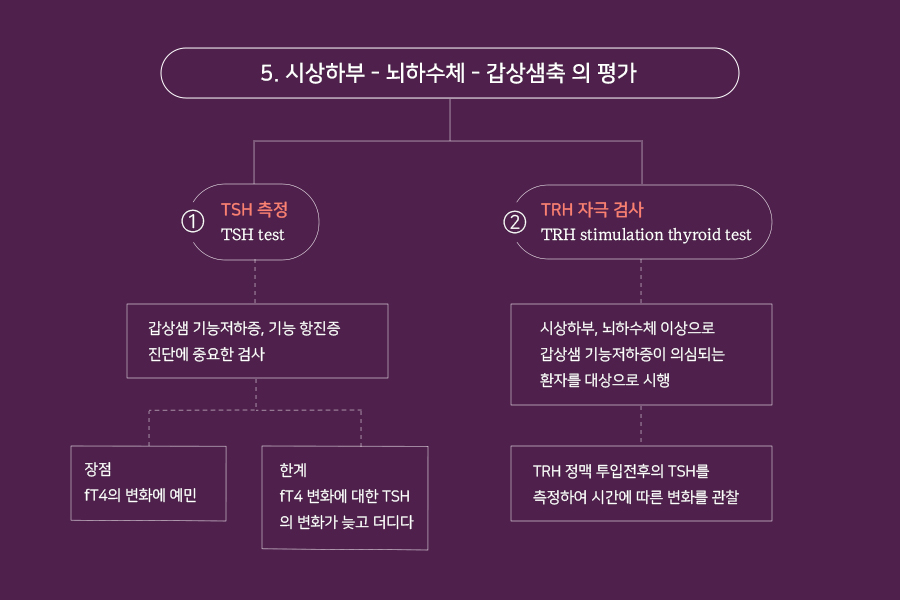 5. 시상하부 - 뇌하수체 - 갑상샘축 의 평가
① TSH 측정
TSH test
② TRH 자극 검사
TRH stimulation thyroid test
갑상샘 기능저하증, 기능 항진증
진단에 중요한 검사
시상하부, 뇌하수체 이상으로
갑상샘 기능저하증이 의심되는
환자를 대상으로 시행
장점
fT4의 변화에 예민
한계
fT4 변화에 대한 TSH
의 변화가 늦고 더디다
TRH 정맥 투입전후의 TSH를
측정하여 시간에 따른 변화를 관찰